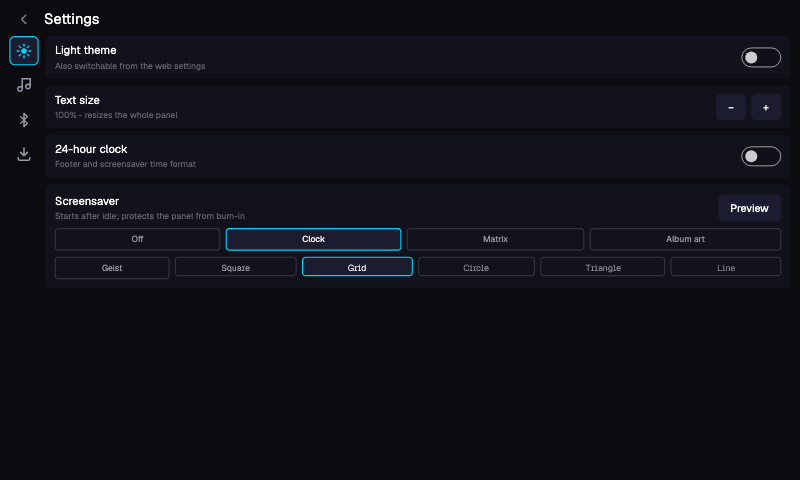 Settings
Light theme
Also switchable from the web settings
Text size
100% - resizes the whole panel
-
+
24-hour clock
Footer and screensaver time format
Screensaver
Starts after idle; protects the panel from burn-in
Preview
Off
Clock
Matrix
Album art
Geist
Square
Grid
Circle
Triangle
Line